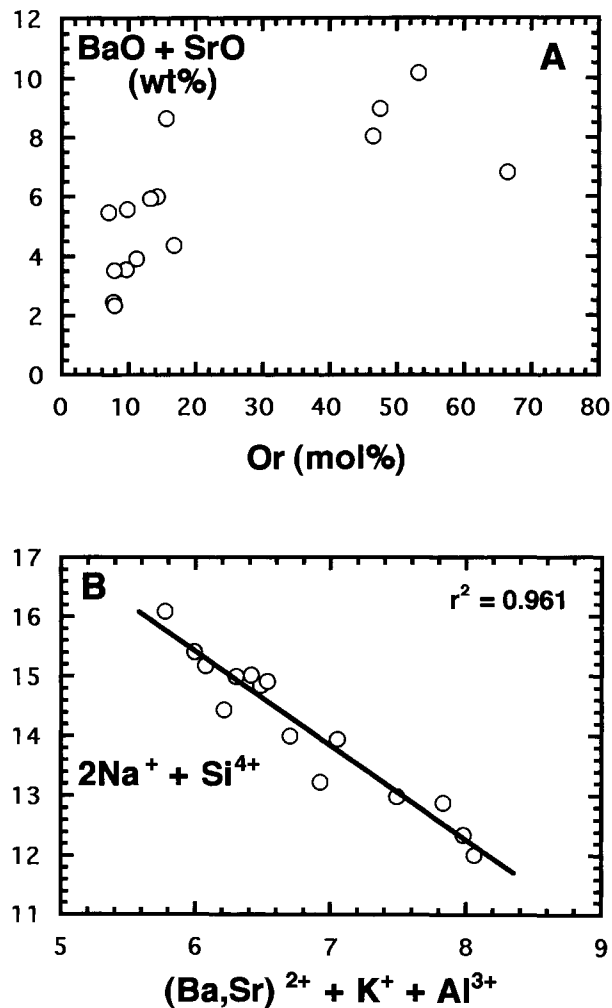 12
BaO + SrO
(wt%)
A
10
8
6
4
2
0
0 10 20 30 40 50 60 70 80
Or (mol%)
17
B
r² = 0.961
16
15
14
2Na⁺ + Si⁴⁺
13
12
11
5 6 7 8 9
(Ba,Sr) ²⁺ + K⁺ + Al³⁺